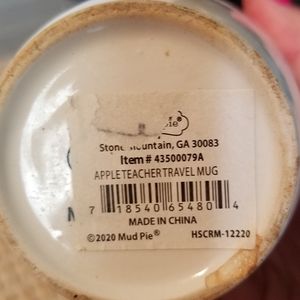 Stone Mountain, GA 30083
Item # 43500079A
APPLE TEACHER TRAVEL MUG
7 18540 65480 4
MADE IN CHINA
©2020 Mud Pie® HSCRM-12220